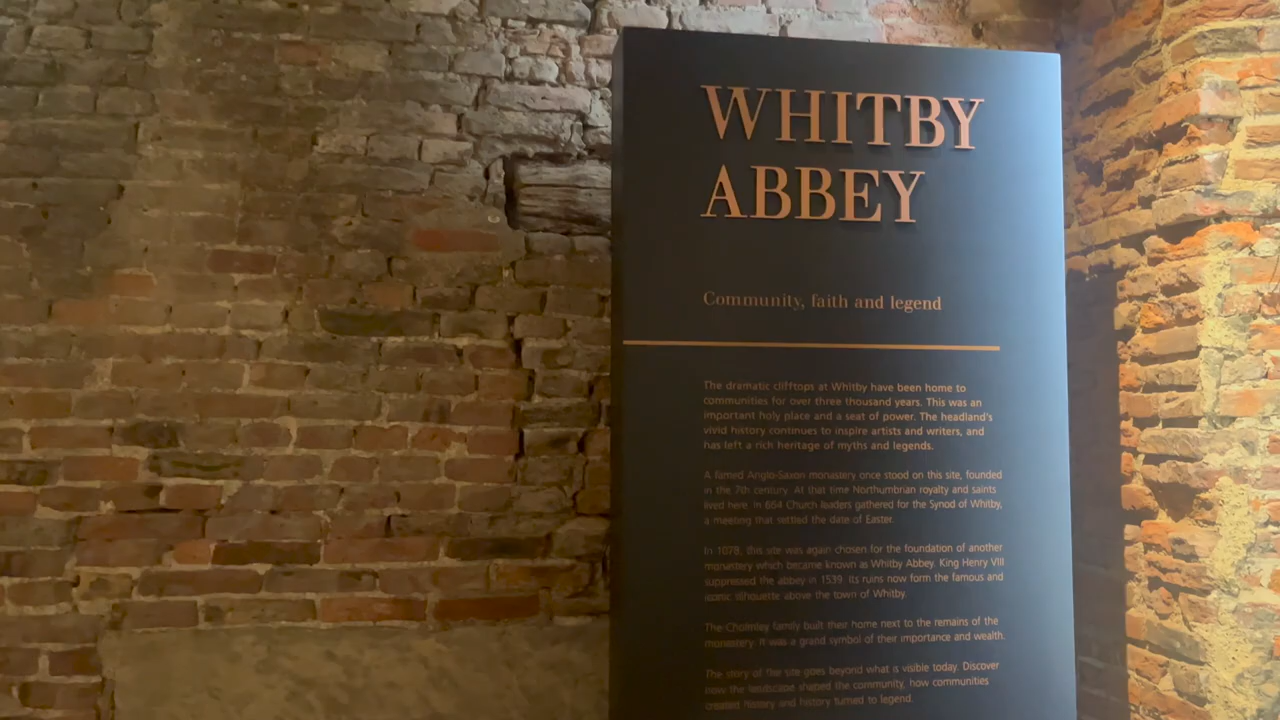 WHITBY
ABBEY
Community, faith and legend
The dramatic clifftops at Whitby have been home to
communities for over three thousand years. This was an
important holy place and a seat of power. The headland's
vivid history continues to inspire artists and writers, and
has left a rich heritage of myths and legends.
A famed Anglo-Saxon monastery once stood on this site, founded
in the 7th century. At that time Northumbrian royalty and saints
lived here. In 664 Church leaders gathered for the Synod of Whitby,
a meeting that settled the date of Easter.
In 1078, this site was again chosen for the foundation of another
monastery which became known as Whitby Abbey. King Henry VIII
suppressed the abbey in 1539. Its ruins now form the famous and
iconic silhouette above the town of Whitby.
The Cholmley family built their home next to the remains of the
monastery. It was a grand symbol of their importance and wealth.
The story of the site goes beyond what is visible today. Discover
how the landscape shaped the community, how communities
created history and history turned to legend.